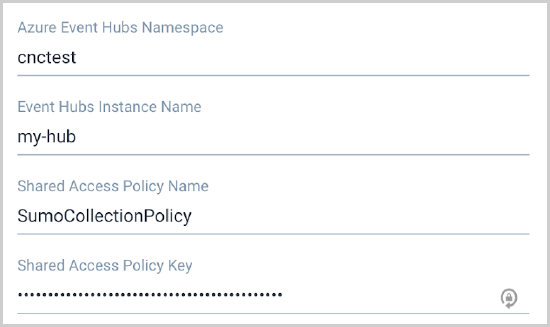 Azure Event Hubs Namespace
cnctest
Event Hubs Instance Name
my-hub
Shared Access Policy Name
SumoCollectionPolicy
Shared Access Policy Key
••••••••••••••••••••••••••••••••••••••••••••